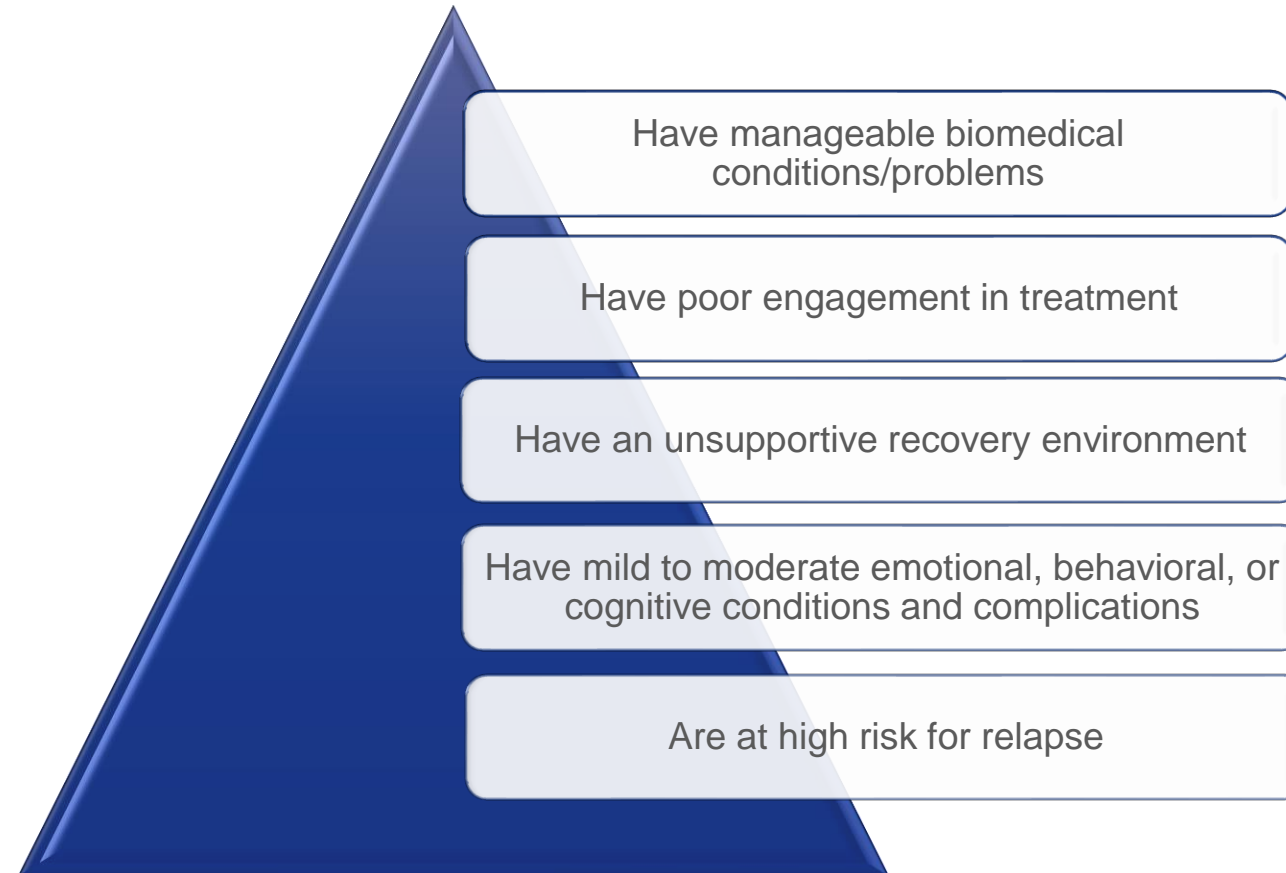 Have manageable biomedical
conditions/problems
Have poor engagement in treatment
Have an unsupportive recovery environment
Have mild to moderate emotional, behavioral, or
cognitive conditions and complications
Are at high risk for relapse